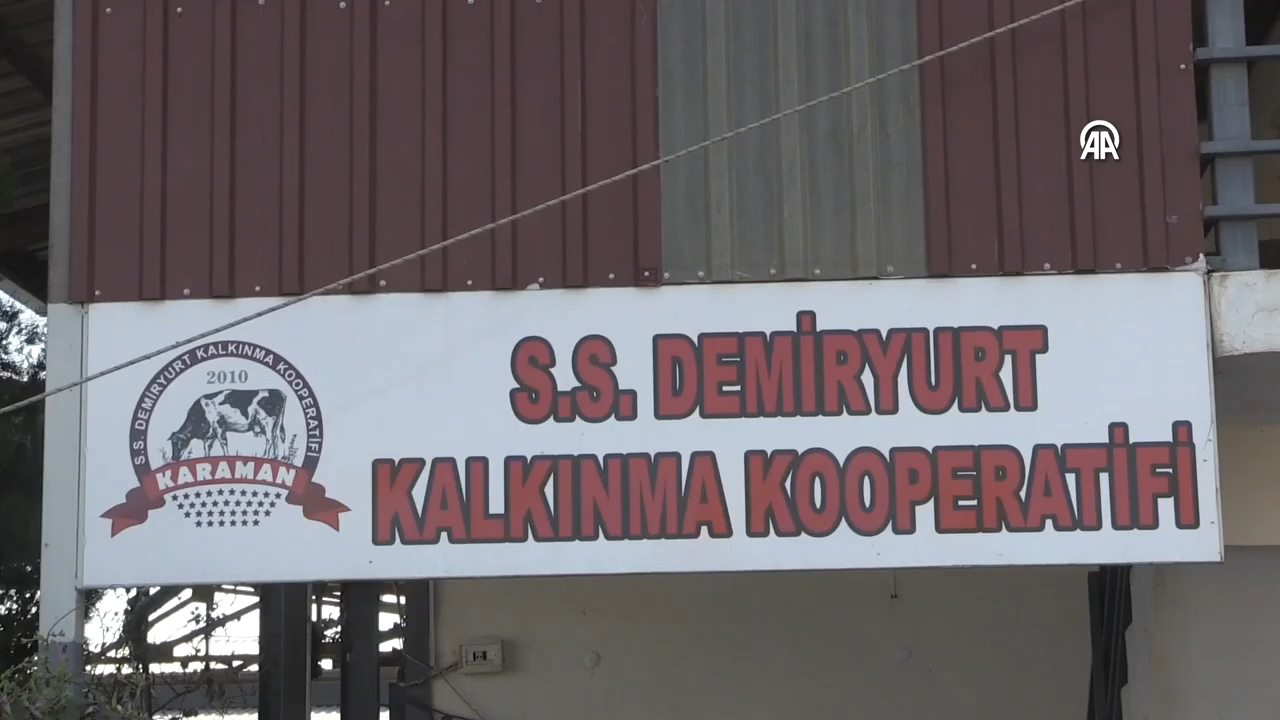 AA
S.S. DEMİRYURT KALKINMA KOOPERATİFİ
2010
KARAMAN
S.S. DEMİRYURT
KALKINMA KOOPERATİFİ